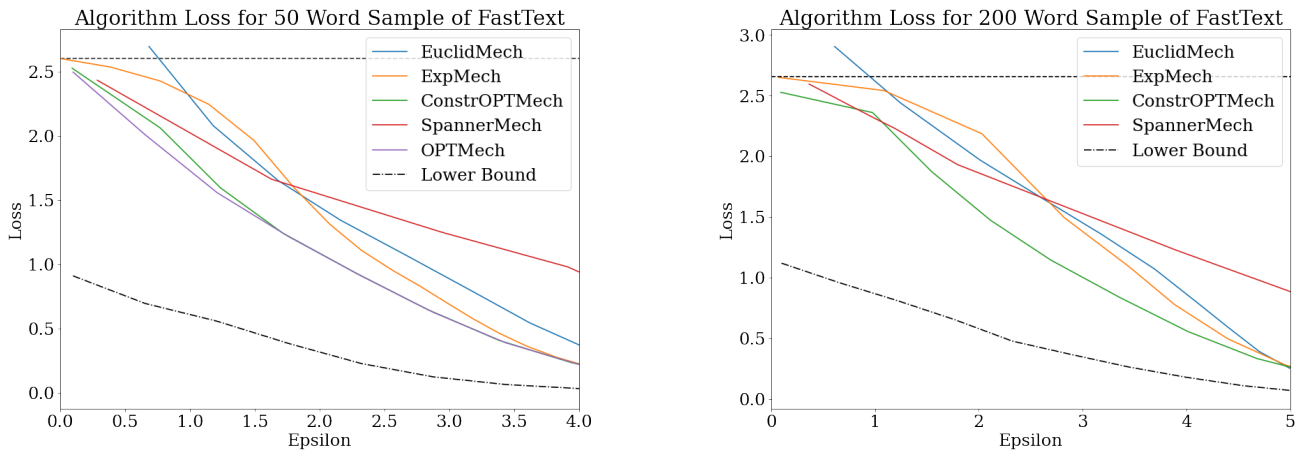 Algorithm Loss for 50 Word Sample of FastText
EuclidMech
ExpMech
ConstrOPTMech
SpannerMech
OPTMech
Lower Bound
Loss
2.5
2.0
1.5
1.0
0.5
0.0
0.0 0.5 1.0 1.5 2.0 2.5 3.0 3.5 4.0
Epsilon
Algorithm Loss for 200 Word Sample of FastText
EuclidMech
ExpMech
ConstrOPTMech
SpannerMech
Lower Bound
Loss
3.0
2.5
2.0
1.5
1.0
0.5
0.0
0 1 2 3 4 5
Epsilon